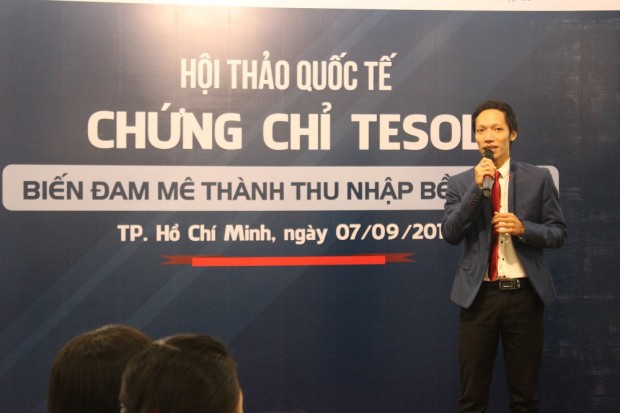 HỘI THẢO QUỐC TẾ
CHỨNG CHỈ TESOL
BIẾN ĐAM MÊ THÀNH THU NHẬP BỀ
TP. Hồ Chí Minh, ngày 07/09/201